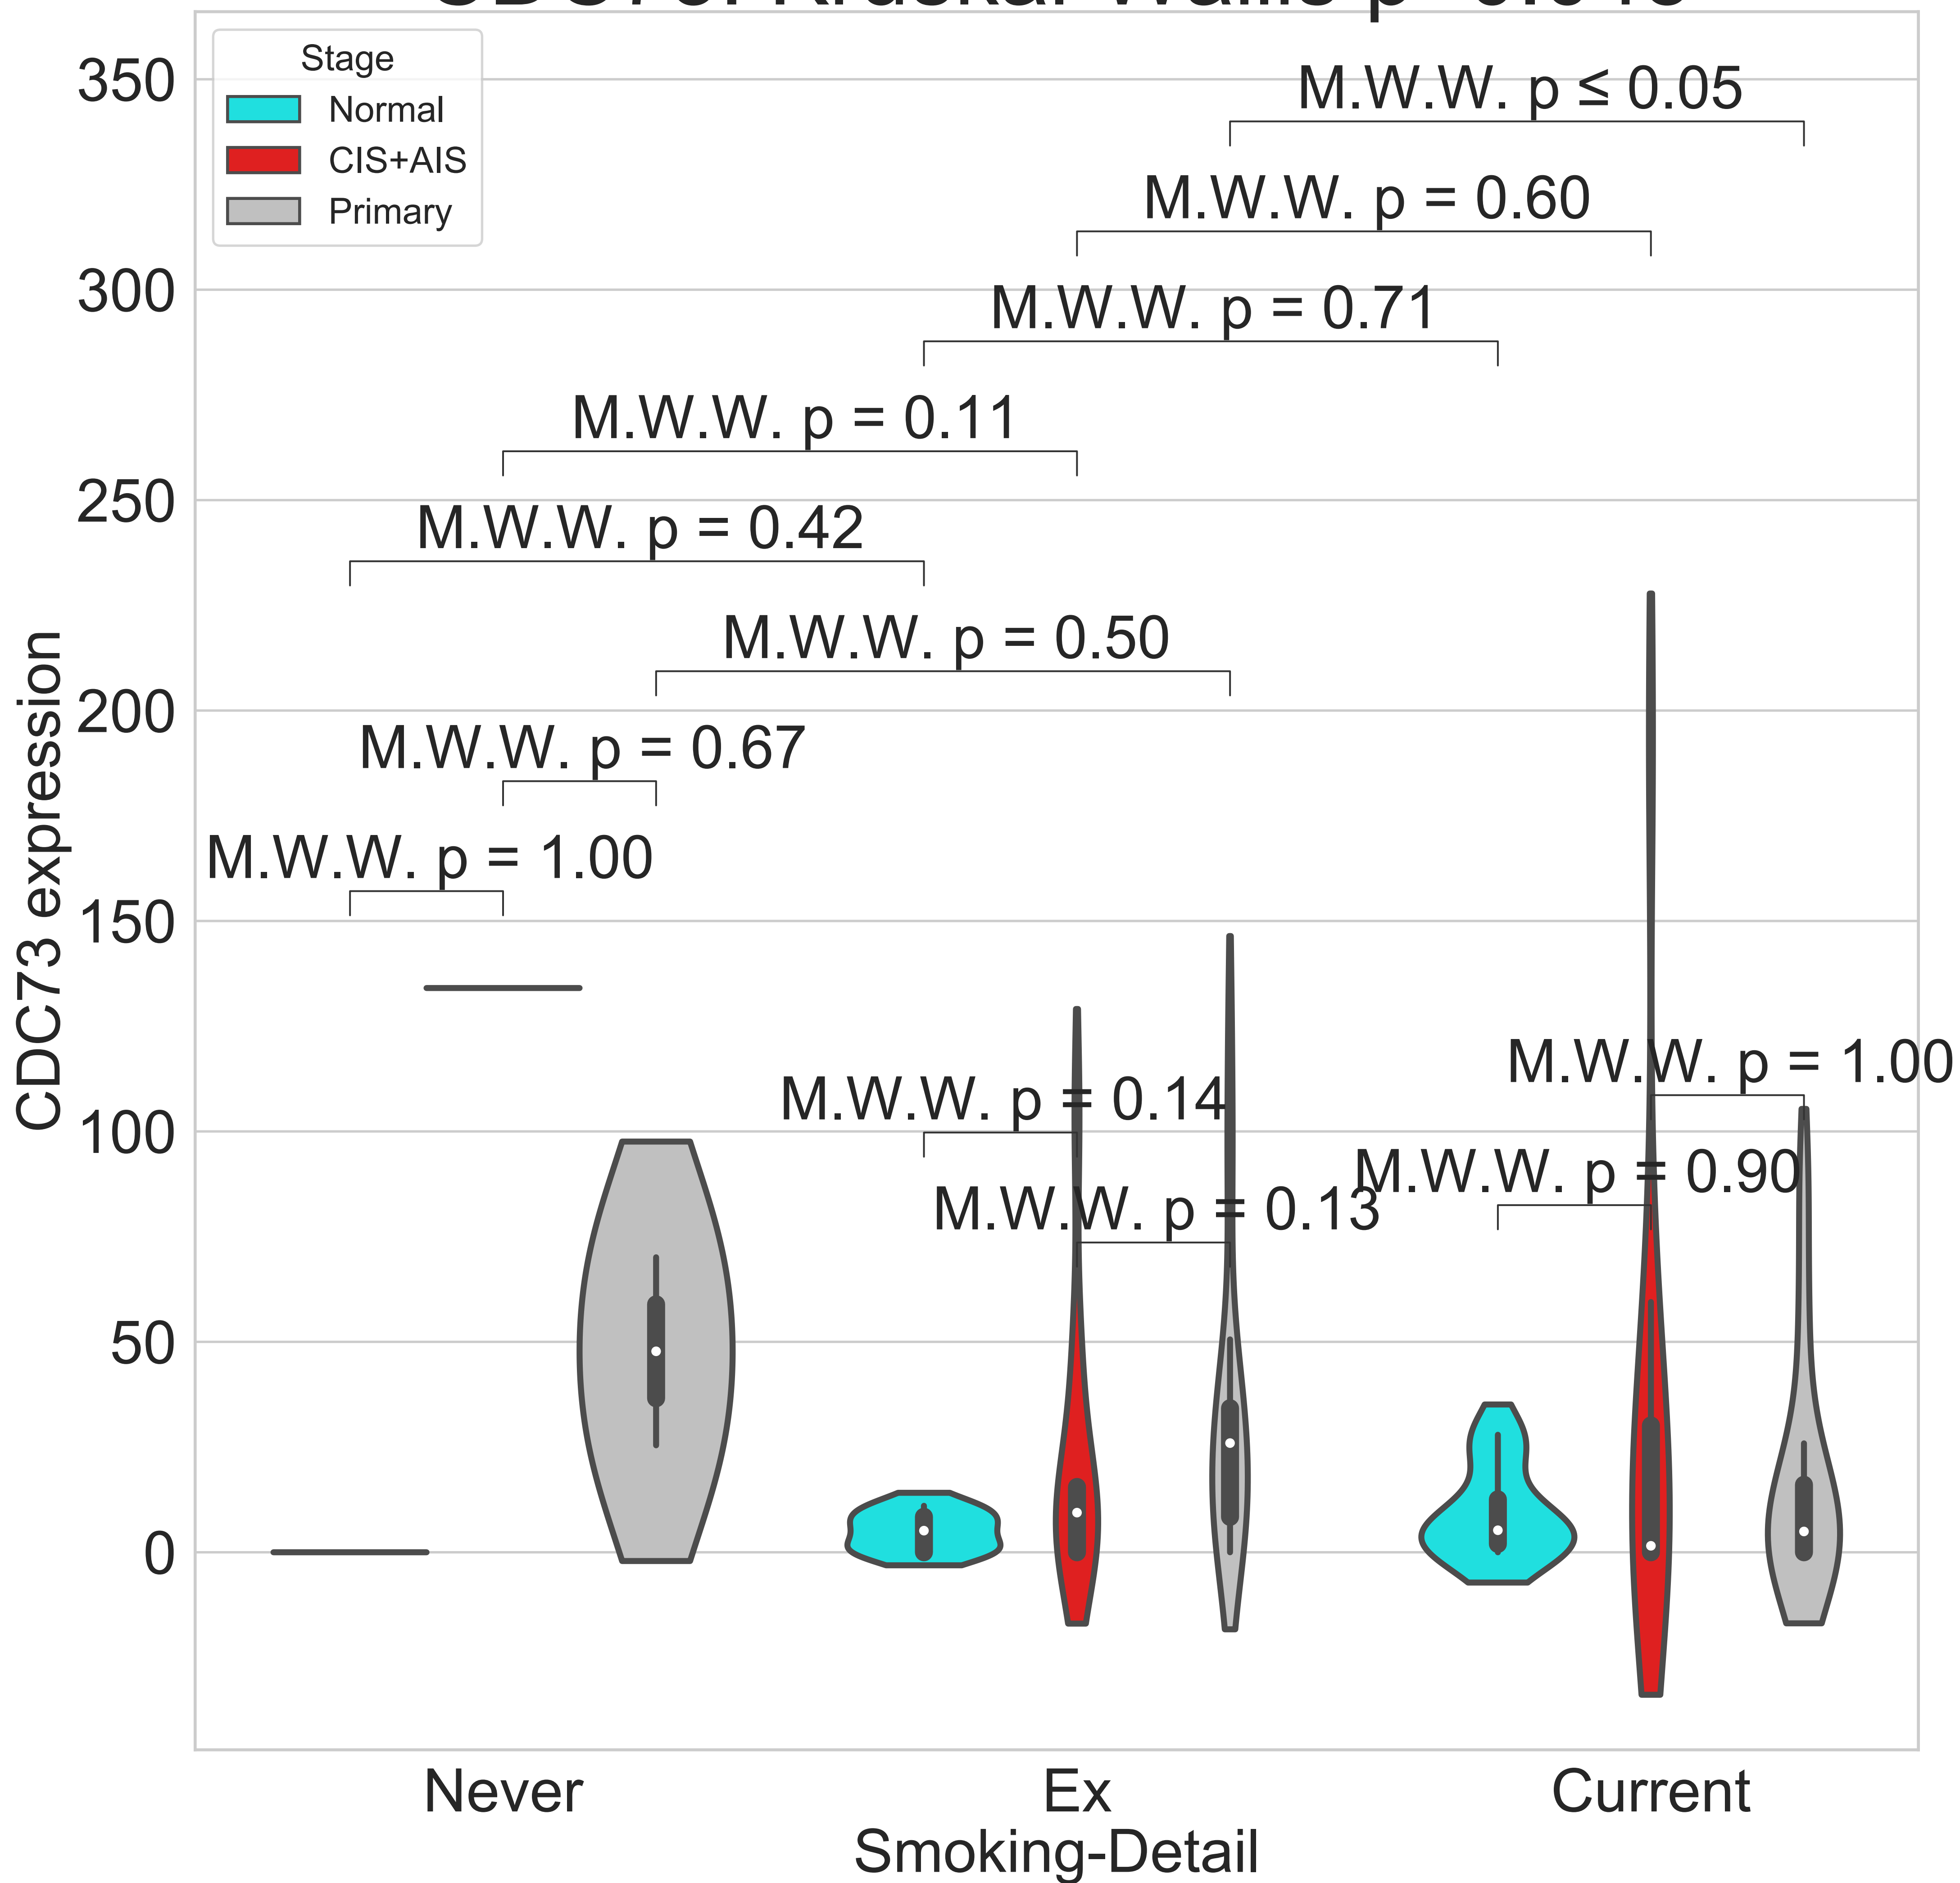 350
300
250
200
150
100
50
0
CDC73 expression
Stage
Normal
CIS+AIS
Primary
M.W.W. p ≤ 0.05
M.W.W. p = 0.60
M.W.W. p = 0.71
M.W.W. p = 0.11
M.W.W. p = 0.42
M.W.W. p = 0.50
M.W.W. p = 0.67
M.W.W. p = 1.00
M.W.W. p = 1.00
M.W.W. p = 0.14
M.W.W. p = 0.90
M.W.W. p = 0.13
Never
Ex
Current
Smoking-Detail